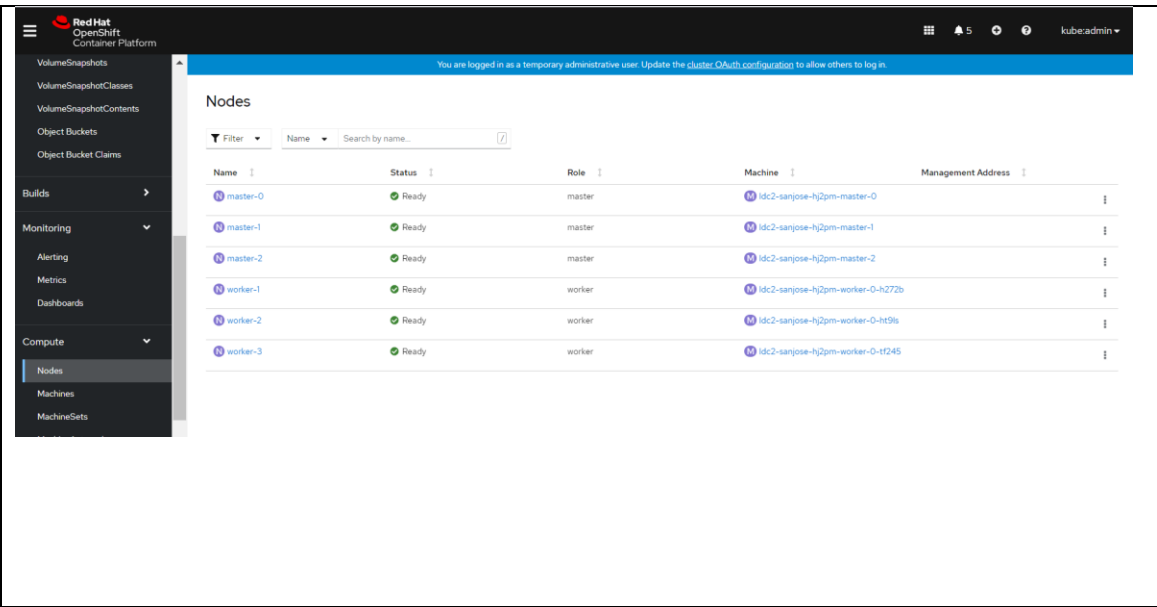 Red Hat
OpenShift
Container Platform
5
kube:admin
VolumeSnapshots
VolumeSnapshotClasses
VolumeSnapshotContents
Object Buckets
Object Bucket Claims
Builds
Monitoring
Alerting
Metrics
Dashboards
Compute
Nodes
Machines
MachineSets
You are logged in as a temporary administrative user. Update the cluster OAuth configuration to allow others to log in.
Nodes
Filter Name Search by name... /
Name Status Role Machine Management Address
N master-0 Ready master M ldc2-sanjose-hj2pm-master-0
N master-1 Ready master M ldc2-sanjose-hj2pm-master-1
N master-2 Ready master M ldc2-sanjose-hj2pm-master-2
N worker-1 Ready worker M ldc2-sanjose-hj2pm-worker-0-h272b
N worker-2 Ready worker M ldc2-sanjose-hj2pm-worker-0-ht9ls
N worker-3 Ready worker M ldc2-sanjose-hj2pm-worker-0-tf245